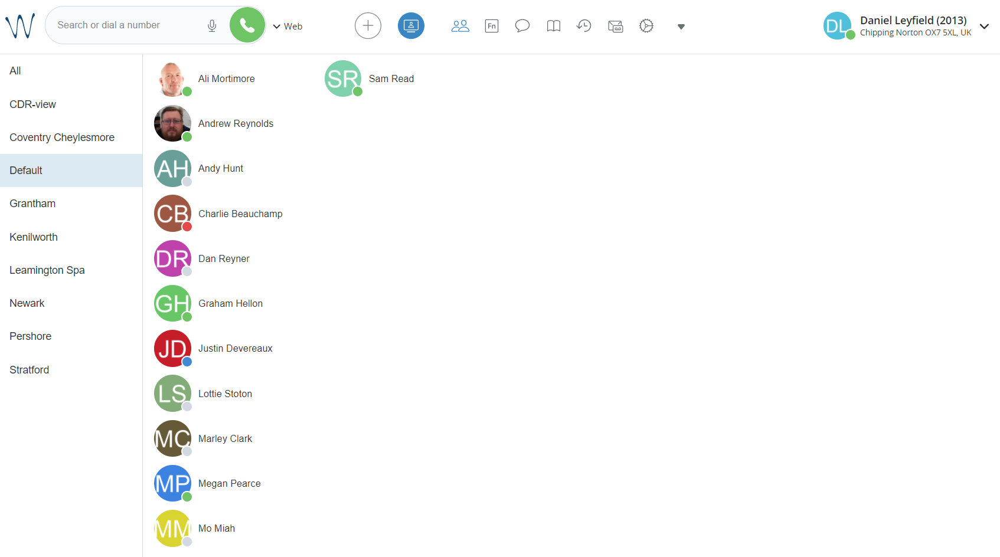 W
Search or dial a number
Web
Fn
DL
Daniel Leyfield (2013)
Chipping Norton OX7 5XL, UK
All
CDR-view
Coventry Cheylesmore
Default
Grantham
Kenilworth
Leamington Spa
Newark
Pershore
Stratford
Ali Mortimore
Andrew Reynolds
AH Andy Hunt
CB Charlie Beauchamp
DR Dan Reyner
GH Graham Hellon
JD Justin Devereaux
LS Lottie Stoton
MC Marley Clark
MP Megan Pearce
MM Mo Miah
SR Sam Read